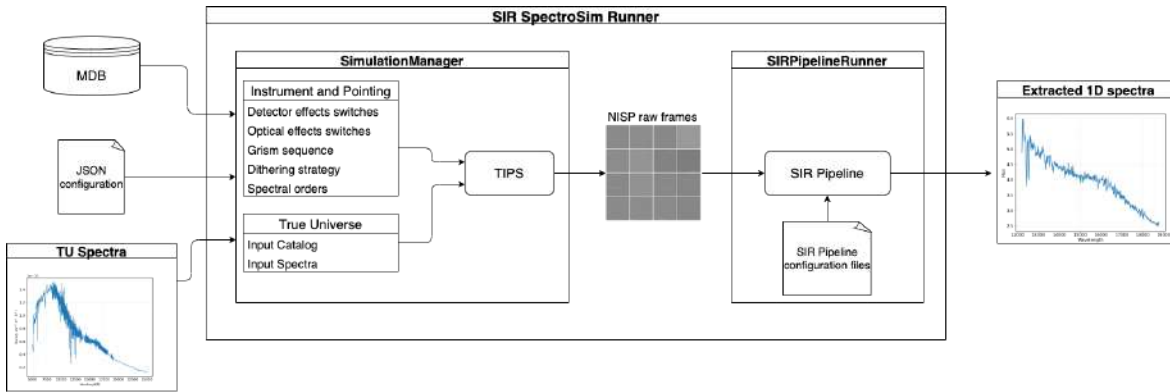 SIR SpectroSim Runner
MDB
JSON
configuration
TU Spectra
SimulationManager
Instrument and Pointing
Detector effects switches
Optical effects switches
Grism sequence
Dithering strategy
Spectral orders
True Universe
Input Catalog
Input Spectra
TIPS
NISP raw frames
SIRPipelineRunner
SIR Pipeline
SIR Pipeline
configuration files
Extracted 1D spectra